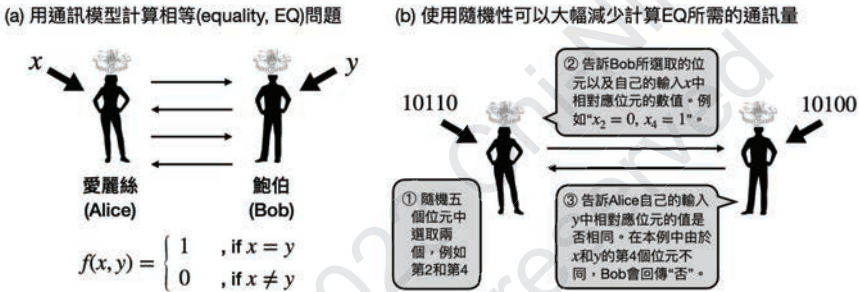 (a) 用通訊模型計算相等(equality, EQ)問題
x
y
愛麗絲
(Alice)
鮑伯
(Bob)
f(x, y) = { 1 , if x = y
0 , if x ≠ y
(b) 使用隨機性可以大幅減少計算EQ所需的通訊量
10110
10100
① 隨機五
個位元中
選取兩
個,例如
第2和第4
② 告訴Bob所選取的位
元以及自己的輸入x中
相對應位元的數值。例
如“x₂ = 0, x₄ = 1”。
③ 告訴Alice自己的輸入
y中相對應位元的值是
否相同。在本例中由於
x和y的第4個位元不
同,Bob會回傳“否”。